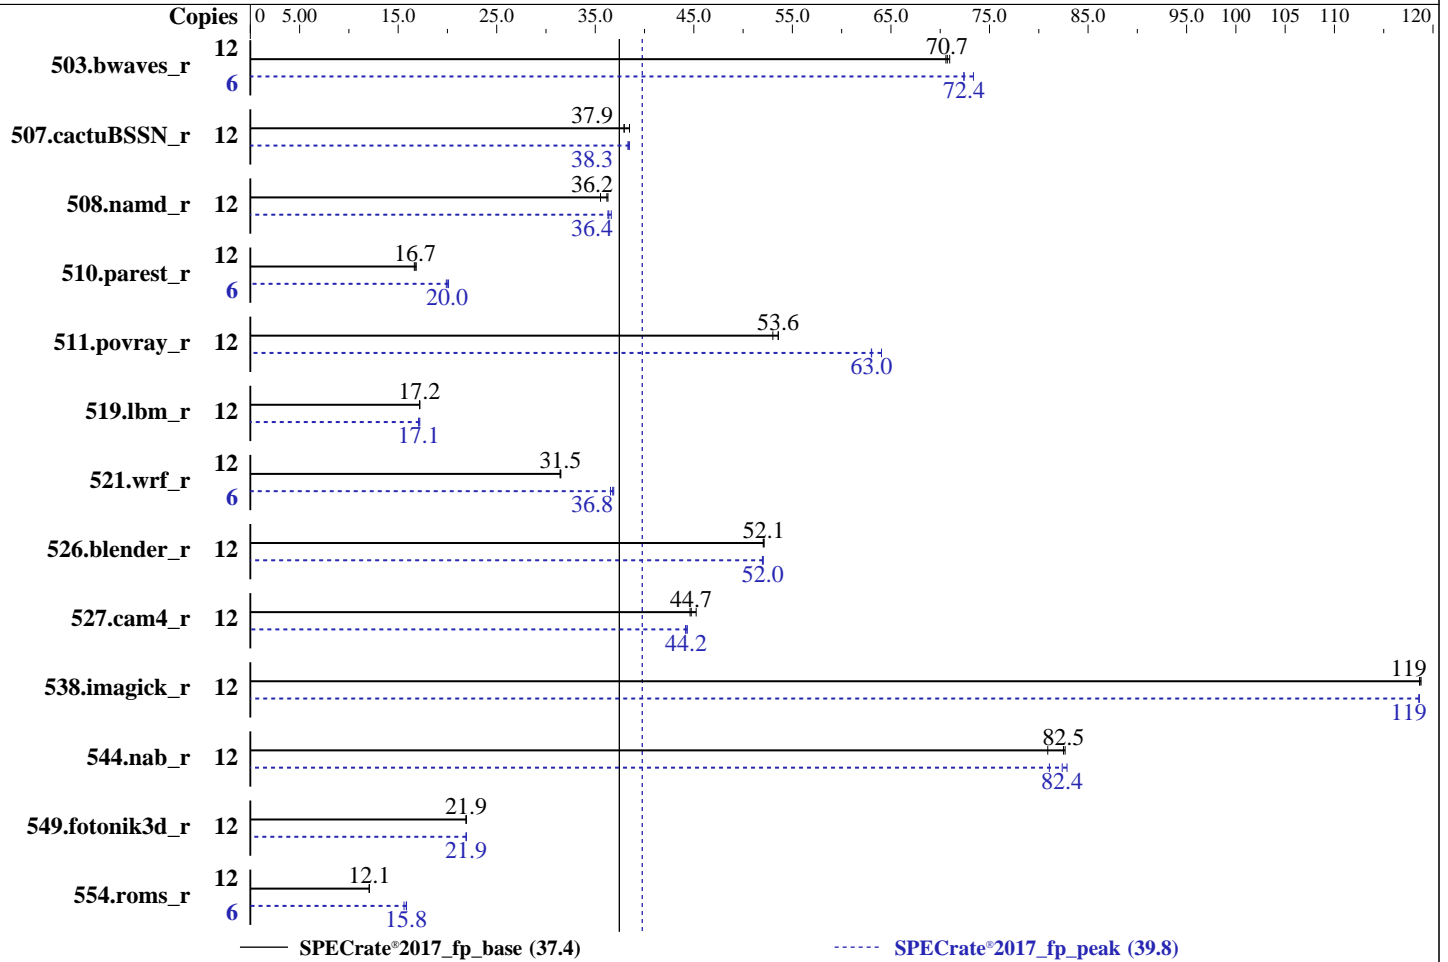 Copies 0 5.00 15.0 25.0 35.0 45.0 55.0 65.0 75.0 85.0 95.0 100 105 110 120
503.bwaves_r 12 70.7
6 72.4
507.cactuBSSN_r 12 37.9
38.3
508.namd_r 12 36.2
36.4
510.parest_r 12 16.7
6 20.0
511.povray_r 12 53.6
63.0
519.lbm_r 12 17.2
17.1
521.wrf_r 12 31.5
6 36.8
526.blender_r 12 52.1
52.0
527.cam4_r 12 44.7
44.2
538.imagick_r 12 119
119
544.nab_r 12 82.5
82.4
549.fotonik3d_r 12 21.9
21.9
554.roms_r 12 12.1
6 15.8
SPECrate®2017_fp_base (37.4) SPECrate®2017_fp_peak (39.8)